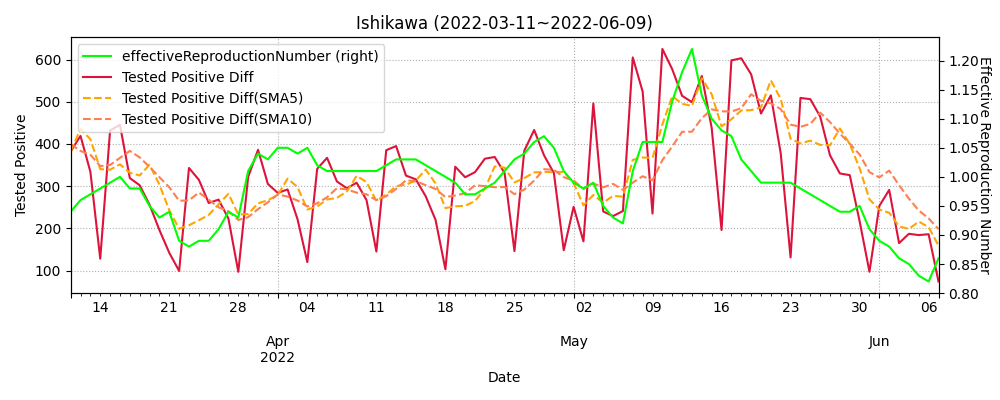 Ishikawa (2022-03-11~2022-06-09)
effectiveReproductionNumber (right)
Tested Positive Diff
Tested Positive Diff(SMA5)
Tested Positive Diff(SMA10)
Tested Positive
600
500
400
300
200
100
Effective Reproduction Number
1.20
1.15
1.10
1.05
1.00
0.95
0.90
0.85
0.80
14 21 28 04 11 18 25 02 09 16 23 30 06
Apr May Jun
2022
Date